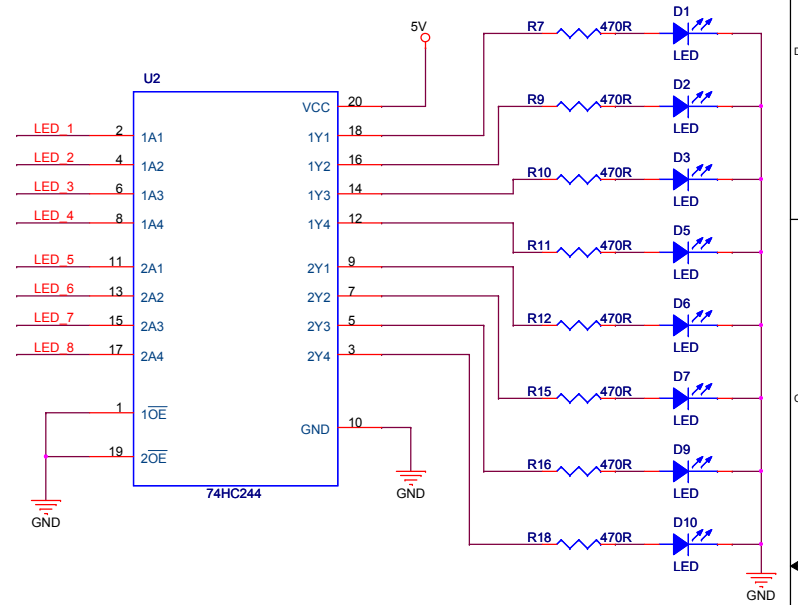 5V
U2
VCC 20
LED_1 2 1A1 1Y1 18
LED_2 4 1A2 1Y2 16
LED_3 6 1A3 1Y3 14
LED_4 8 1A4 1Y4 12
LED_5 11 2A1 2Y1 9
LED_6 13 2A2 2Y2 7
LED_7 15 2A3 2Y3 5
LED_8 17 2A4 2Y4 3
1 1OE
GND 10
19 2OE
74HC244
GND
GND
D1
R7 470R
LED
D2
R9 470R
LED
D3
R10 470R
LED
D5
R11 470R
LED
D6
R12 470R
LED
D7
R15 470R
LED
D9
R16 470R
LED
D10
R18 470R
LED
GND